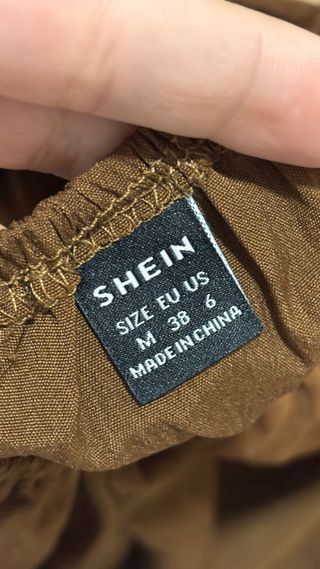 SHEIN
SIZE EU US
M 38 6
MADE IN CHINA